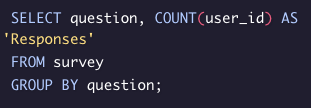 SELECT question, COUNT(user_id) AS
'Responses'
FROM survey
GROUP BY question;